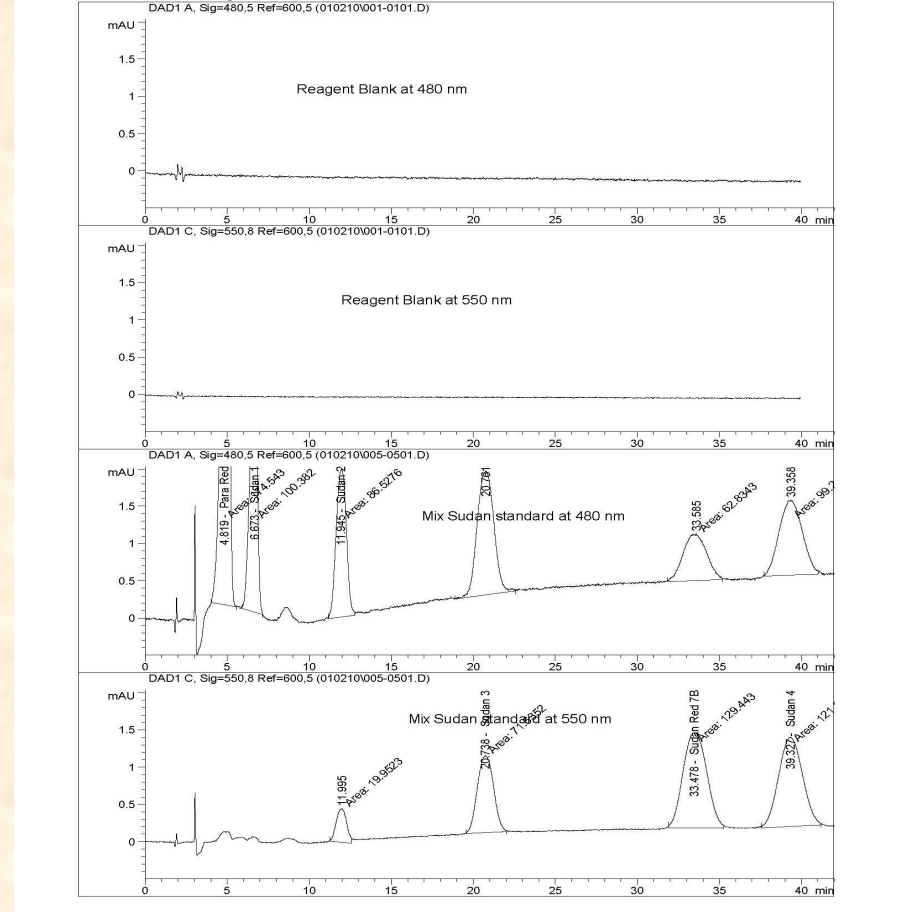 DAD1 A, Sig=480,5 Ref=600,5 (010210\001-0101.D)
mAU
1.5
Reagent Blank at 480 nm
1
0.5
0
0 5 10 15 20 25 30 35 40 min
DAD1 C, Sig=550,8 Ref=600,5 (010210\001-0101.D)
mAU
1.5
Reagent Blank at 550 nm
1
0.5
0
0 5 10 15 20 25 30 35 40 min
DAD1 A, Sig=480,5 Ref=600,5 (010210\005-0501.D)
mAU
4.819 - Para Red
6.673 - Sudan 1
Area: 100.382
11.945 - Sudan 2
Area: 86.5276
33.585
Area: 62.8343
39.358
Area: 99.
1.5
Mix Sudan standard at 480 nm
1
0.5
0
0 5 10 15 20 25 30 35 40 min
DAD1 C, Sig=550,8 Ref=600,5 (010210\005-0501.D)
mAU
11.995
Area: 19.9523
20.738 - Sudan 3
33.478 - Sudan Red 7B
Area: 129.443
39.327 - Sudan 4
Area: 121.
Mix Sudan standard at 550 nm
1.5
1
0.5
0
0 5 10 15 20 25 30 35 40 min